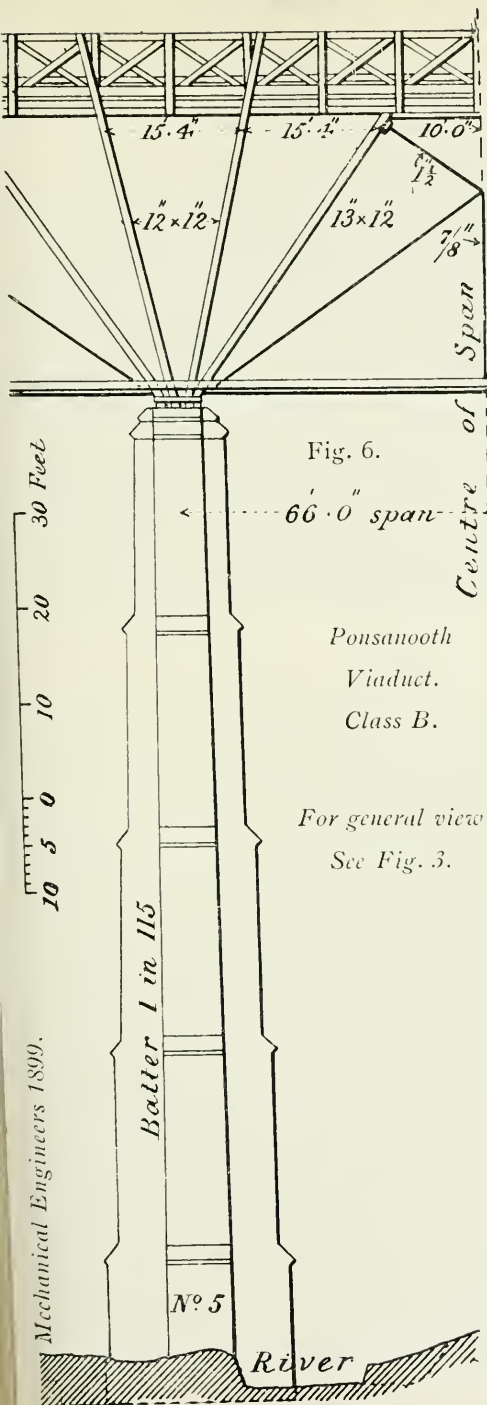 15'·4"
15'·4"
10'·0"
1½"
12" × 12"
13" × 12"
7/8"
Centre of Span
Fig. 6.
66'·0" span
30 Feet
20
10
0
5
10
Ponsanooth
Viaduct.
Class B.
For general view
See Fig. 3.
Batter 1 in 115
Mechanical Engineers 1899.
Nº 5
River